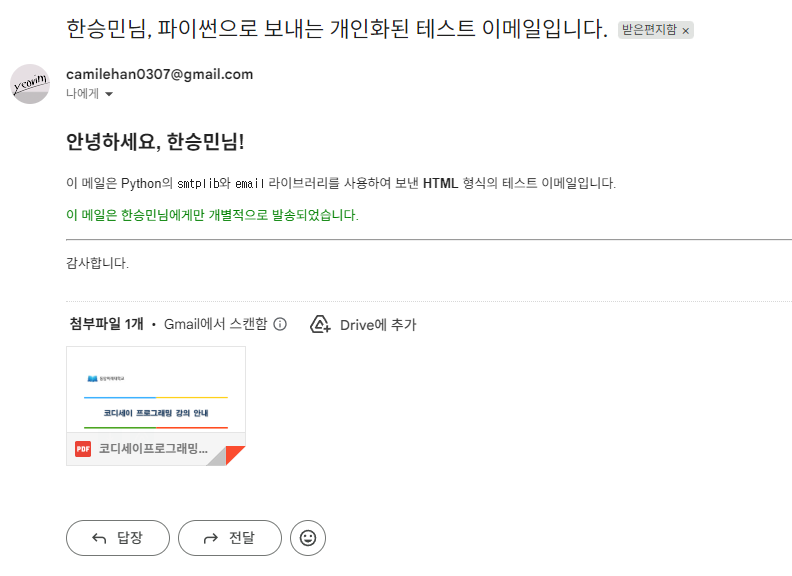 한승민님, 파이썬으로 보내는 개인화된 테스트 이메일입니다. 받은편지함 ×
yeorim
camilehan0307@gmail.com
나에게
안녕하세요, 한승민님!
이 메일은 Python의 smtplib와 email 라이브러리를 사용하여 보낸 HTML 형식의 테스트 이메일입니다.
이 메일은 한승민님에게만 개별적으로 발송되었습니다.
감사합니다.
첨부파일 1개 • Gmail에서 스캔함 Drive에 추가
코디세이 프로그래밍 강의 안내
PDF 코디세이프로그래밍...
답장 전달